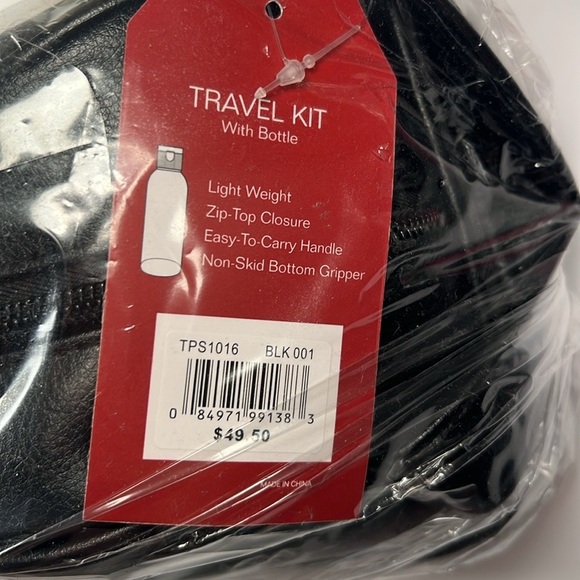 TRAVEL KIT
With Bottle
Light Weight
Zip-Top Closure
Easy-To-Carry Handle
Non-Skid Bottom Gripper
TPS1016 BLK 001
0 84971 99138 3
$49.50
MADE IN CHINA